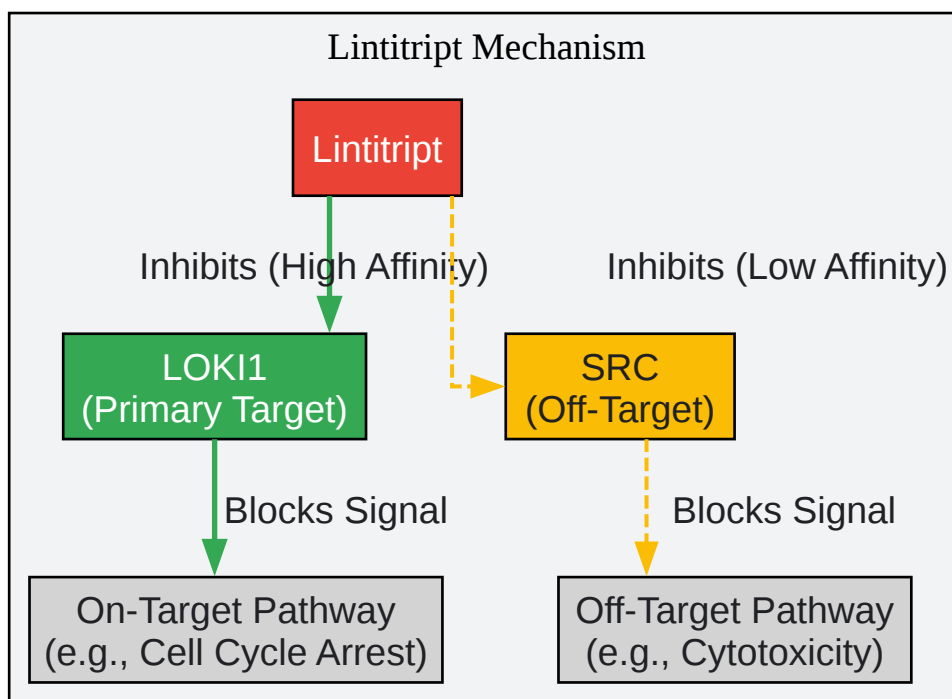 Lintitript Mechanism
Lintitript
Inhibits (High Affinity)
Inhibits (Low Affinity)
LOKI1
(Primary Target)
SRC
(Off-Target)
Blocks Signal
Blocks Signal
On-Target Pathway
(e.g., Cell Cycle Arrest)
Off-Target Pathway
(e.g., Cytotoxicity)